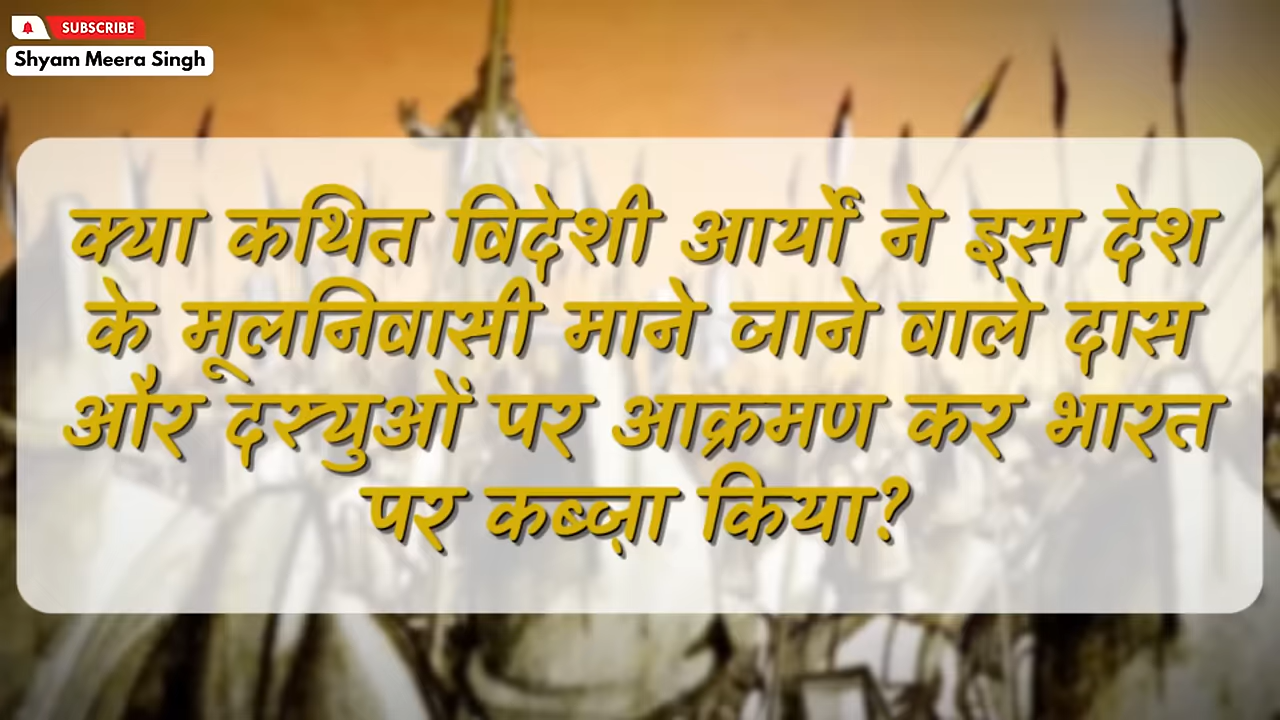 SUBSCRIBE
Shyam Meera Singh
क्या कथित विदेशी आर्यों ने इस देश
के मूलनिवासी माने जाने वाले दास
और दस्युओं पर आक्रमण कर भारत
पर कब्ज़ा किया?